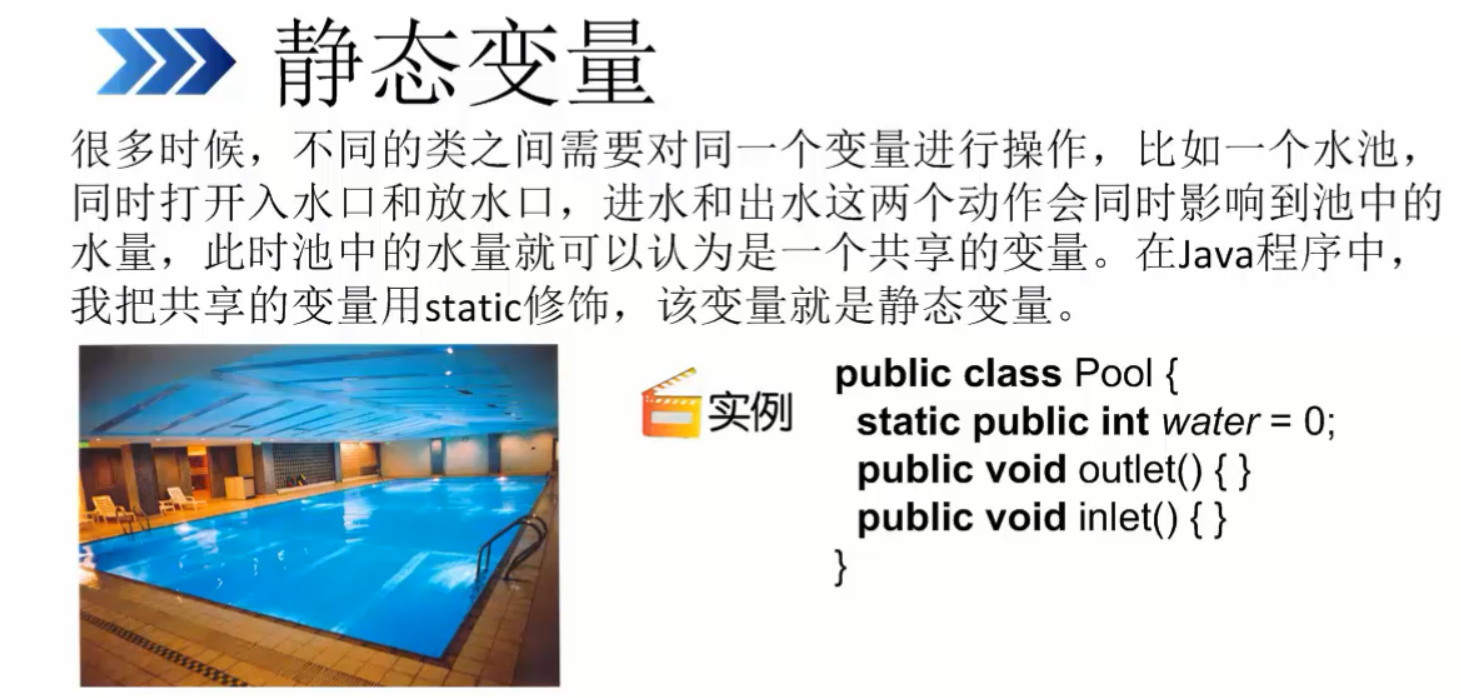 静态变量
很多时候，不同的类之间需要对同一个变量进行操作，比如一个水池，
同时打开入水口和放水口，进水和出水这两个动作会同时影响到池中的
水量，此时池中的水量就可以认为是一个共享的变量。在Java程序中，
我把共享的变量用static修饰，该变量就是静态变量。
实例
public class Pool {
static public int water = 0;
public void outlet() { }
public void inlet() { }
}